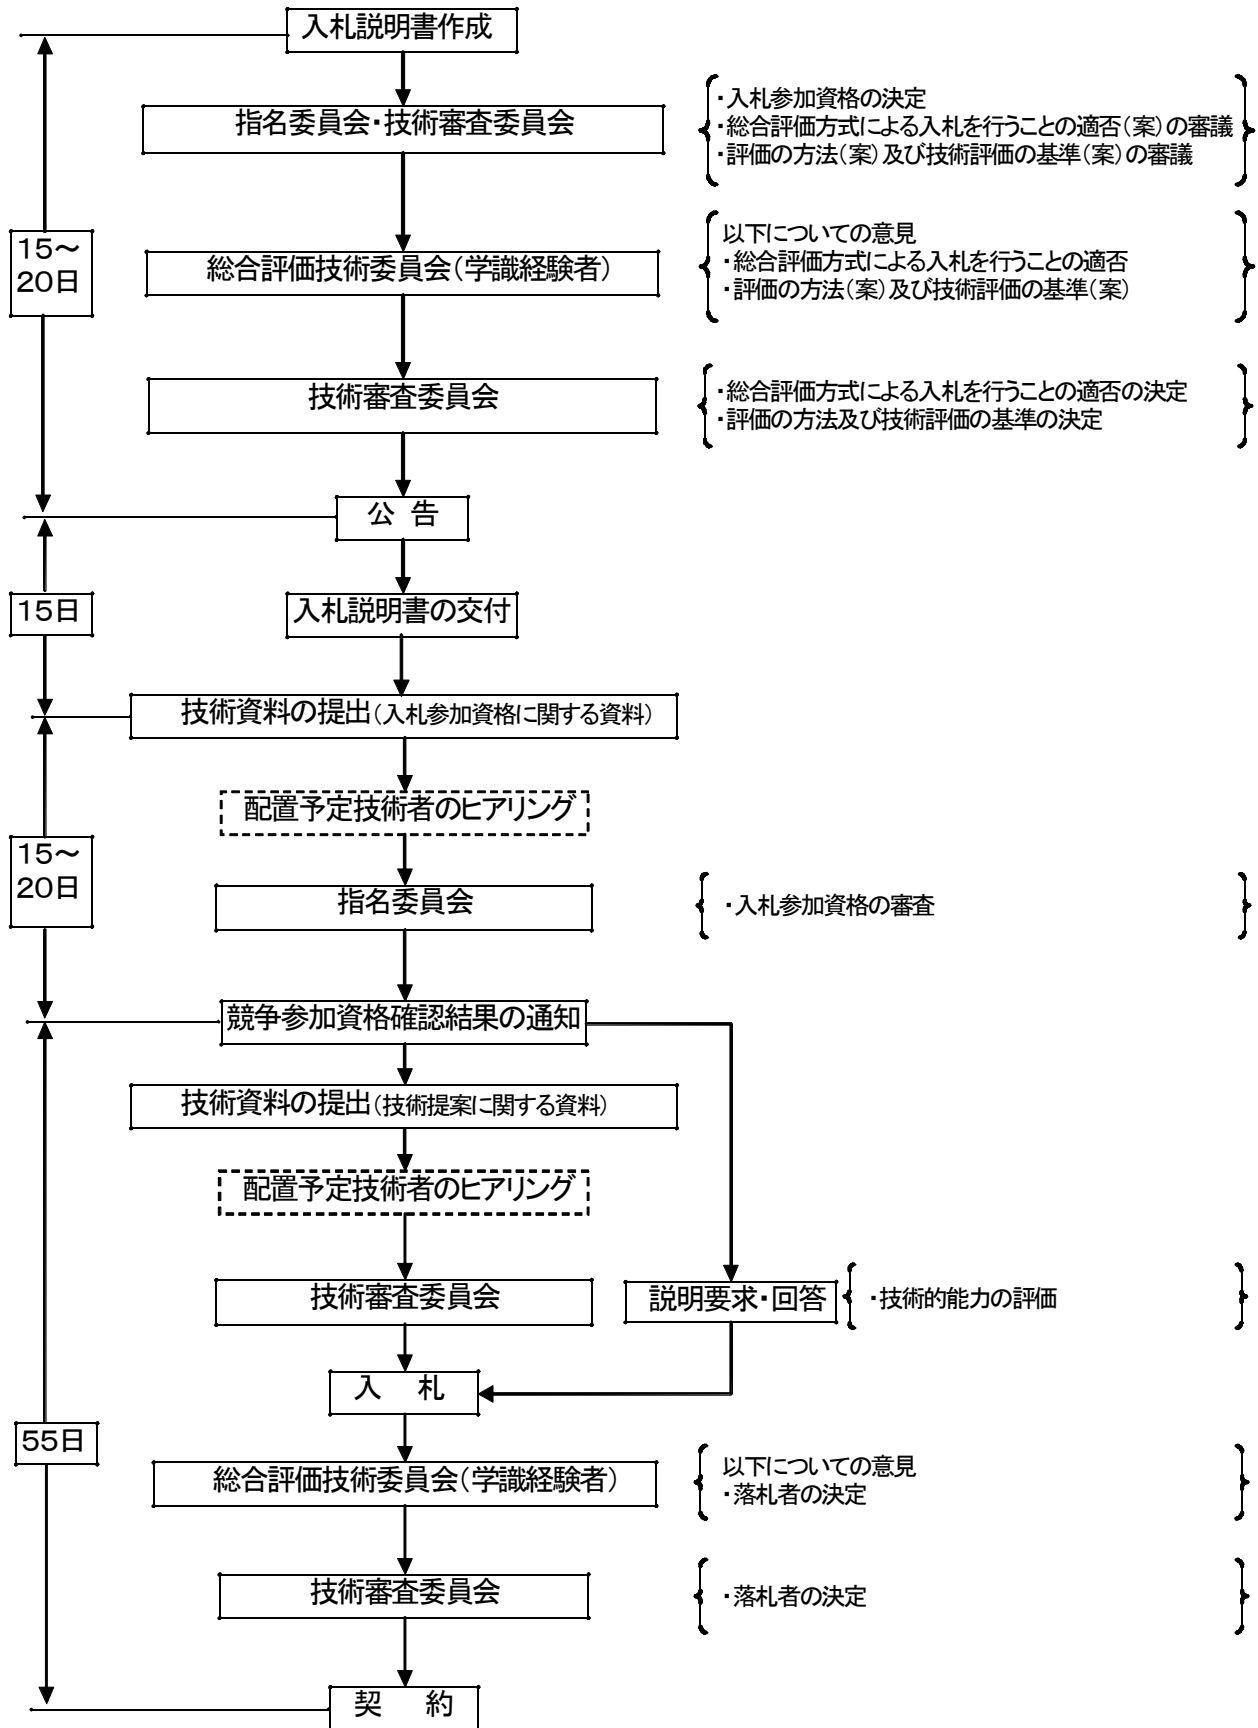 入札説明書作成
指名委員会・技術審査委員会
・入札参加資格の決定
・総合評価方式による入札を行うことの適否(案)の審議
・評価の方法(案)及び技術評価の基準(案)の審議
15～
20日
総合評価技術委員会(学識経験者)
以下についての意見
・総合評価方式による入札を行うことの適否
・評価の方法(案)及び技術評価の基準(案)
技術審査委員会
・総合評価方式による入札を行うことの適否の決定
・評価の方法及び技術評価の基準の決定
公 告
15日
入札説明書の交付
技術資料の提出(入札参加資格に関する資料)
配置予定技術者のヒアリング
15～
20日
指名委員会
・入札参加資格の審査
競争参加資格確認結果の通知
技術資料の提出(技術提案に関する資料)
配置予定技術者のヒアリング
技術審査委員会
説明要求・回答
・技術的能力の評価
入 札
55日
総合評価技術委員会(学識経験者)
以下についての意見
・落札者の決定
技術審査委員会
・落札者の決定
契 約